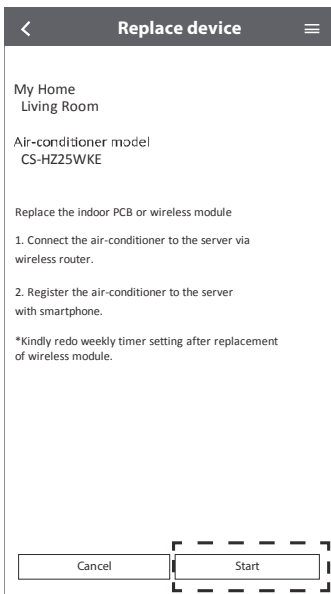 Replace device
My Home
Living Room
Air-conditioner model
CS-HZ25WKE
Replace the indoor PCB or wireless module
1. Connect the air-conditioner to the server via
wireless router.
2. Register the air-conditioner to the server
with smartphone.
*Kindly redo weekly timer setting after replacement
of wireless module.
Cancel
Start